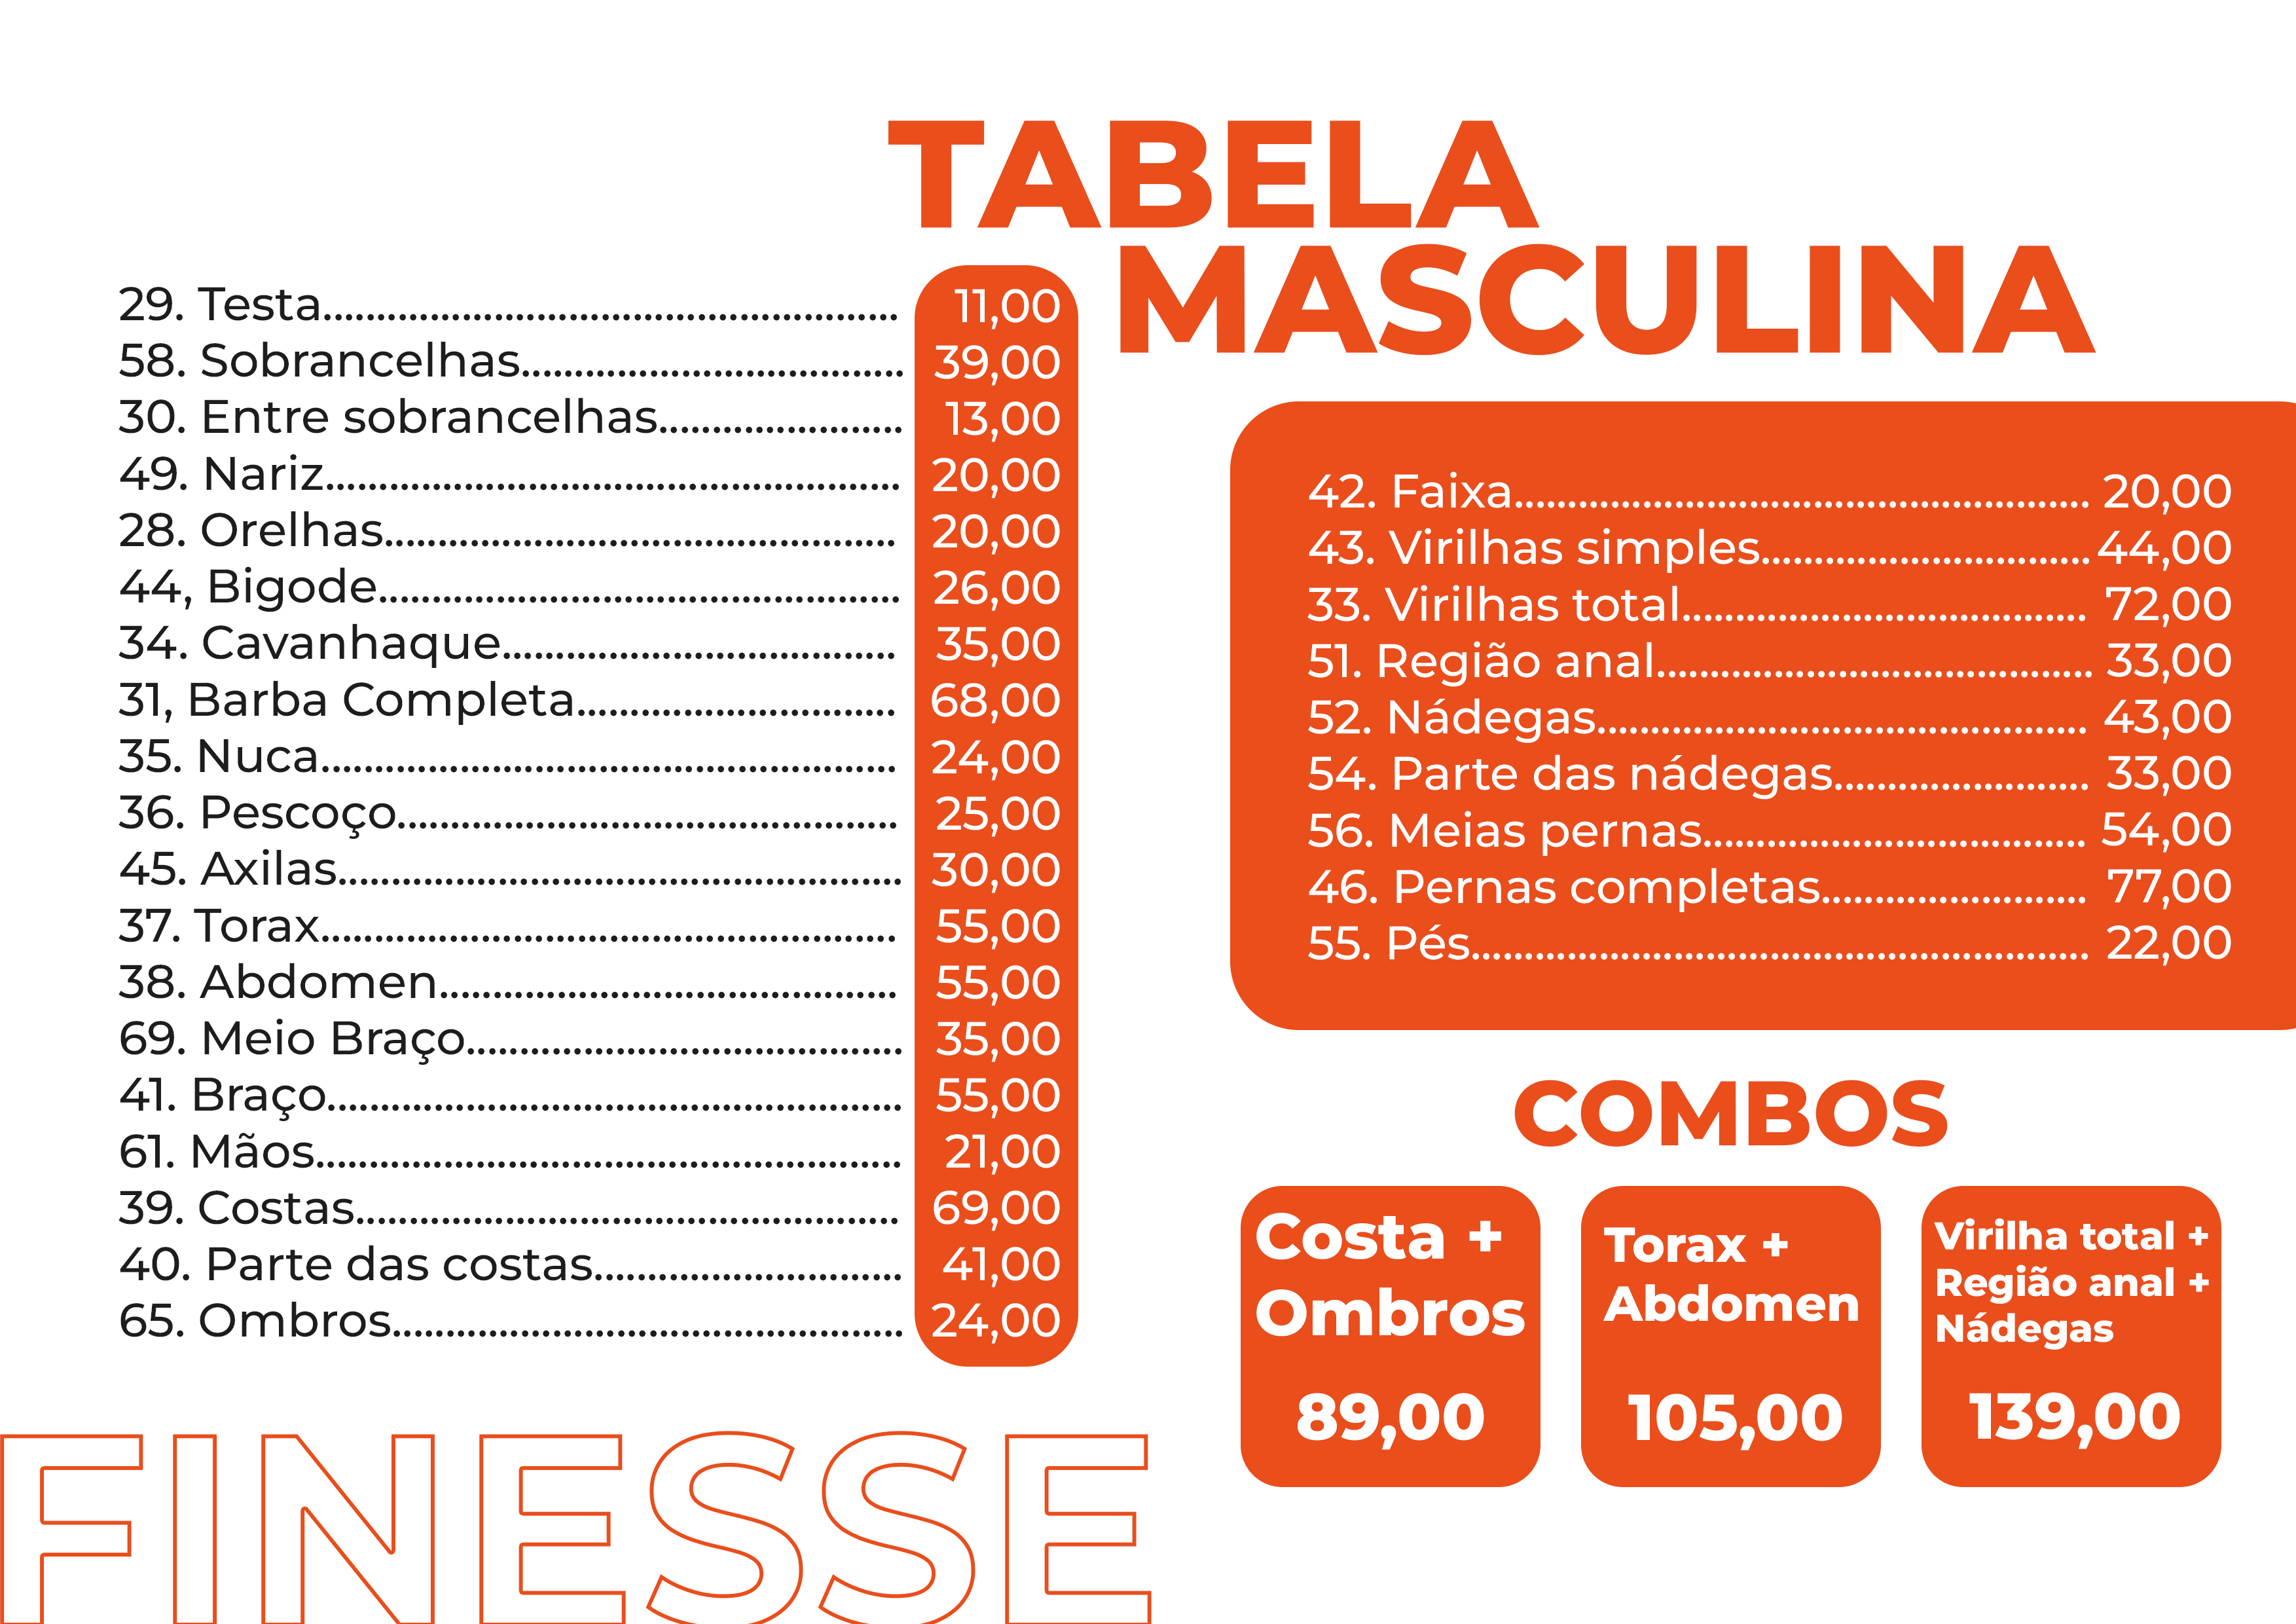 TABELA
MASCULINA
29. Testa...................................................... 11,00
58. Sobrancelhas.................................... 39,00
30. Entre sobrancelhas....................... 13,00
49. Nariz...................................................... 20,00
28. Orelhas................................................ 20,00
44, Bigode................................................. 26,00
34. Cavanhaque..................................... 35,00
31, Barba Completa.............................. 68,00
35. Nuca...................................................... 24,00
36. Pescoço............................................... 25,00
45. Axilas..................................................... 30,00
37. Torax...................................................... 55,00
38. Abdomen........................................... 55,00
69. Meio Braço......................................... 35,00
41. Braço...................................................... 55,00
61. Mãos....................................................... 21,00
39. Costas................................................... 69,00
40. Parte das costas............................. 41,00
65. Ombros................................................ 24,00
42. Faixa...................................................... 20,00
43. Virilhas simples............................... 44,00
33. Virilhas total...................................... 72,00
51. Região anal......................................... 33,00
52. Nádegas.............................................. 43,00
54. Parte das nádegas........................ 33,00
56. Meias pernas.................................... 54,00
46. Pernas completas......................... 77,00
55. Pés.......................................................... 22,00
COMBOS
Costa +
Ombros
89,00
Torax +
Abdomen
105,00
Virilha total +
Região anal +
Nádegas
139,00
FINESSE